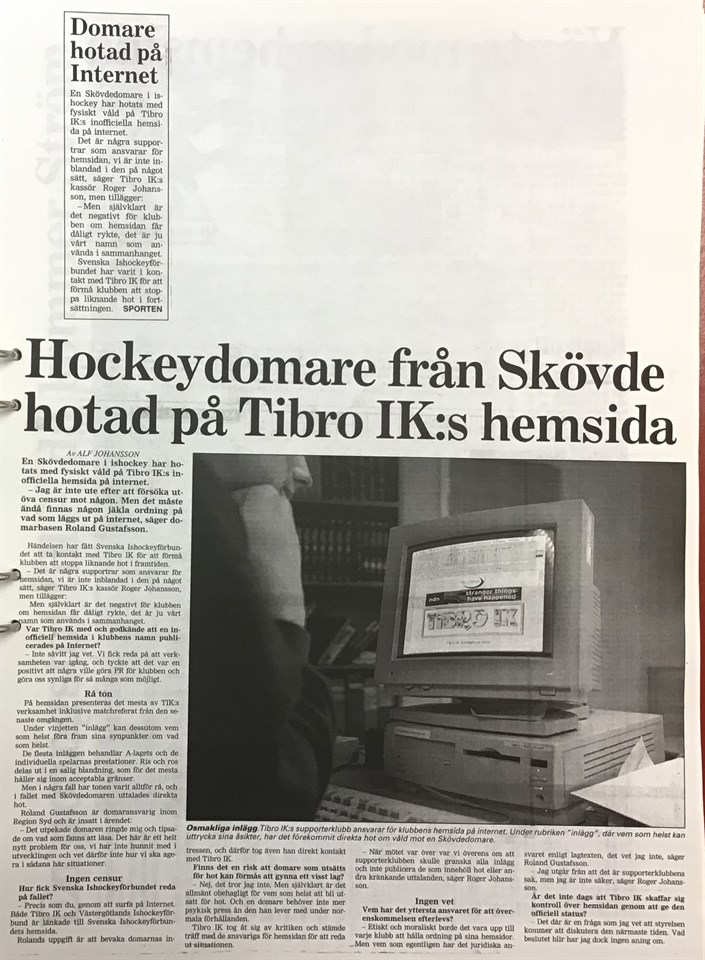 Domare
hotad på
Internet
En Skövdedomare i is-
hockey har hotats med
fysiskt våld på Tibro
IK:s inofficiella hemsi-
da på internet.
Det är några suppor-
trar som ansvarar för
hemsidan, vi är inte in-
blandad i den på något
sätt, säger Tibro IK:s
kassör Roger Johans-
son, men tillägger:
–Men självklart är
det negativt för klub-
ben om hemsidan får
dåligt rykte, det är ju
vårt namn som an-
vänds i sammanhanget.
Svenska Ishockeyför-
bundet har varit i kon-
takt med Tibro IK för att
förmå klubben att stop-
pa liknande hot i fort-
sättningen. SPORTEN
Hockeydomare från Skövde
hotad på Tibro IK:s hemsida
Av ALF JOHANSSON
En Skövdedomare i ishockey har ho-
tats med fysiskt våld på Tibro IK:s in-
officiella hemsida på internet.
– Jag är inte ute efter att försöka ut-
öva censur mot någon. Men det måste
ändå finnas någon jäkla ordning på
vad som läggs ut på internet, säger do-
marbasen Roland Gustafsson.
Händelsen har fått Svenska Ishockeyförbun-
det att ta kontakt med Tibro IK för att förmå
klubben att stoppa liknande hot i framtiden.
– Det är några supportrar som ansvarar för
hemsidan, vi är inte inblandad i den på något
sätt, säger Tibro IK:s kassör Roger Johansson,
men tillägger:
Men självklart är det negativt för klubben
om hemsidan får dåligt rykte, det är ju vårt
namn som används i sammanhanget.
Var Tibro IK med och godkände att en in-
officiell hemsida i klubbens namn publi-
cerades på Internet?
– Inte såvitt jag vet. Vi fick reda på att verk-
samheten var igång, och tyckte att det var en
positivt att några ville göra PR för klubben och
göra oss synliga för så många som möjligt.
Rå ton
På hemsidan presenteras det mesta av TIK:s
verksamhet inklusive matchreferat från den se-
naste omgången.
Under vinjetten "inlägg" kan dessutom vem
som helst föra fram sina synpunkter om vad
som helst.
De flesta inläggen behandlar A-lagets och de
individuella spelarnas prestationer. Ris och ros
delas ut i en salig blandning, som för det mesta
håller sig inom acceptabla gränser.
Men i några fall har tonen varit alltför rå, och
i fallet med Skövdedomaren uttalades direkta
hot.
Roland Gustafsson är domaransvarig inom
Region Syd och är insatt i ärendet:
– Det utpekade domaren ringde mig och tipsa-
de om vad som fanns att läsa. Det här är ett helt
nytt problem för oss, vi har inte hunnit med i
utvecklingen och vet därför inte hur vi ska age-
ra i sådana här situationer.
Ingen censur
Hur fick Svenska Ishockeyförbundet reda
på fallet?
– Precis som du, genom att surfa på Internet.
Både Tibro IK och Västergötlands Ishockeyför-
bund är länkade till Svenska Ishockeyförbun-
dets hemsida.
Rolands uppgift är att bevaka domarnas in-
stranger things
have happened
TIBRO IK
Osmakliga inlägg. Tibro IK:s supporterklubb ansvarar för klubbens hemsida på internet. Under rubriken "inlägg", där vem som helst kan
uttrycka sina åsikter, har det förekommit direkta hot om våld mot en Skövdedomare.
tressen, och därför tog även han direkt kontakt
med Tibro IK.
Finns det en risk att domare som utsätts
för hot kan förmås att gynna ett visst lag?
– Nej, det tror jag inte. Men självklart är det
allmänt obehagligt för vem som helst att bli ut-
satt för hot. Och en domare behöver inte mer
psykisk press än den han lever med under nor-
mala förhållanden.
Tibro IK tog åt sig av kritiken och stämde
träff med de ansvariga för hemsidan för att reda
ut situationen.
– När mötet var över var vi överens om att
supporterklubben skulle granska alla inlägg
och inte publicera de som innehöll hot eller an-
dra kränkande uttalanden, säger Roger Johans-
son.
Ingen vet
Vem har det yttersta ansvaret för att över-
enskommelsen efterlevs?
– Etiskt och moraliskt borde det vara upp till
varje klubb att hålla ordning på sina hemsidor.
Men vem som egentligen har det juridiska an-
svaret enligt lagtexten, det vet jag inte, säger
Roland Gustafsson.
– Jag utgår från att det är supporterklubbens
sak, men jag är inte säker, säger Roger Johans-
son.
Är det inte dags att Tibro IK skaffar sig
kontroll över hemsidan genom att ge den
officiell status?
– Det där är en fråga som jag vet att styrelsen
kommer att diskutera den närmaste tiden. Vad
beslutet blir har jag dock ingen aning om.